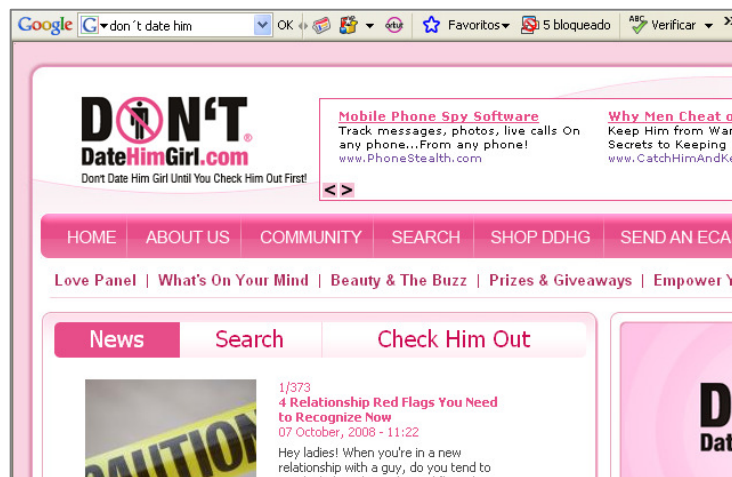 Google G don ´t date him OK ortur Favoritos 5 bloqueado ABC Verificar »
DON'T®
DateHimGirl.com
Don't Date Him Girl Until You Check Him Out First!
Mobile Phone Spy Software
Track messages, photos, live calls On
any phone...From any phone!
www.PhoneStealth.com
Why Men Cheat o
Keep Him from Wan
Secrets to Keeping
www.CatchHimAndKe
< >
HOME ABOUT US COMMUNITY SEARCH SHOP DDHG SEND AN ECA
Love Panel | What's On Your Mind | Beauty & The Buzz | Prizes & Giveaways | Empower Y
News Search Check Him Out
CAUTION
1/373
4 Relationship Red Flags You Need
to Recognize Now
07 October, 2008 - 11:22
Hey ladies! When you're in a new
relationship with a guy, do you tend to
D
Dat